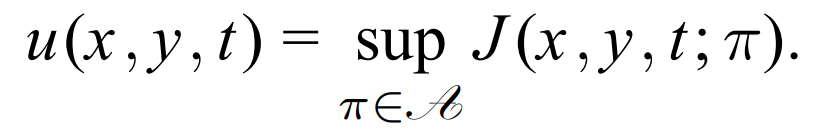 u(x,y,t) = sup J(x,y,t;π).
π∈𝒜